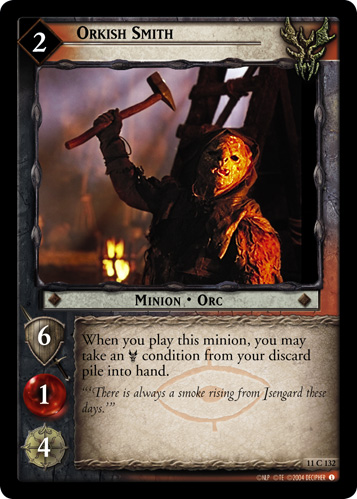 2
Orkish Smith
Minion • Orc
6
1
4
When you play this minion, you may
take an condition from your discard
pile into hand.
“‘There is always a smoke rising from Isengard these
days.’”
11 C 132
©NLP ©TE ©2004 DECIPHER